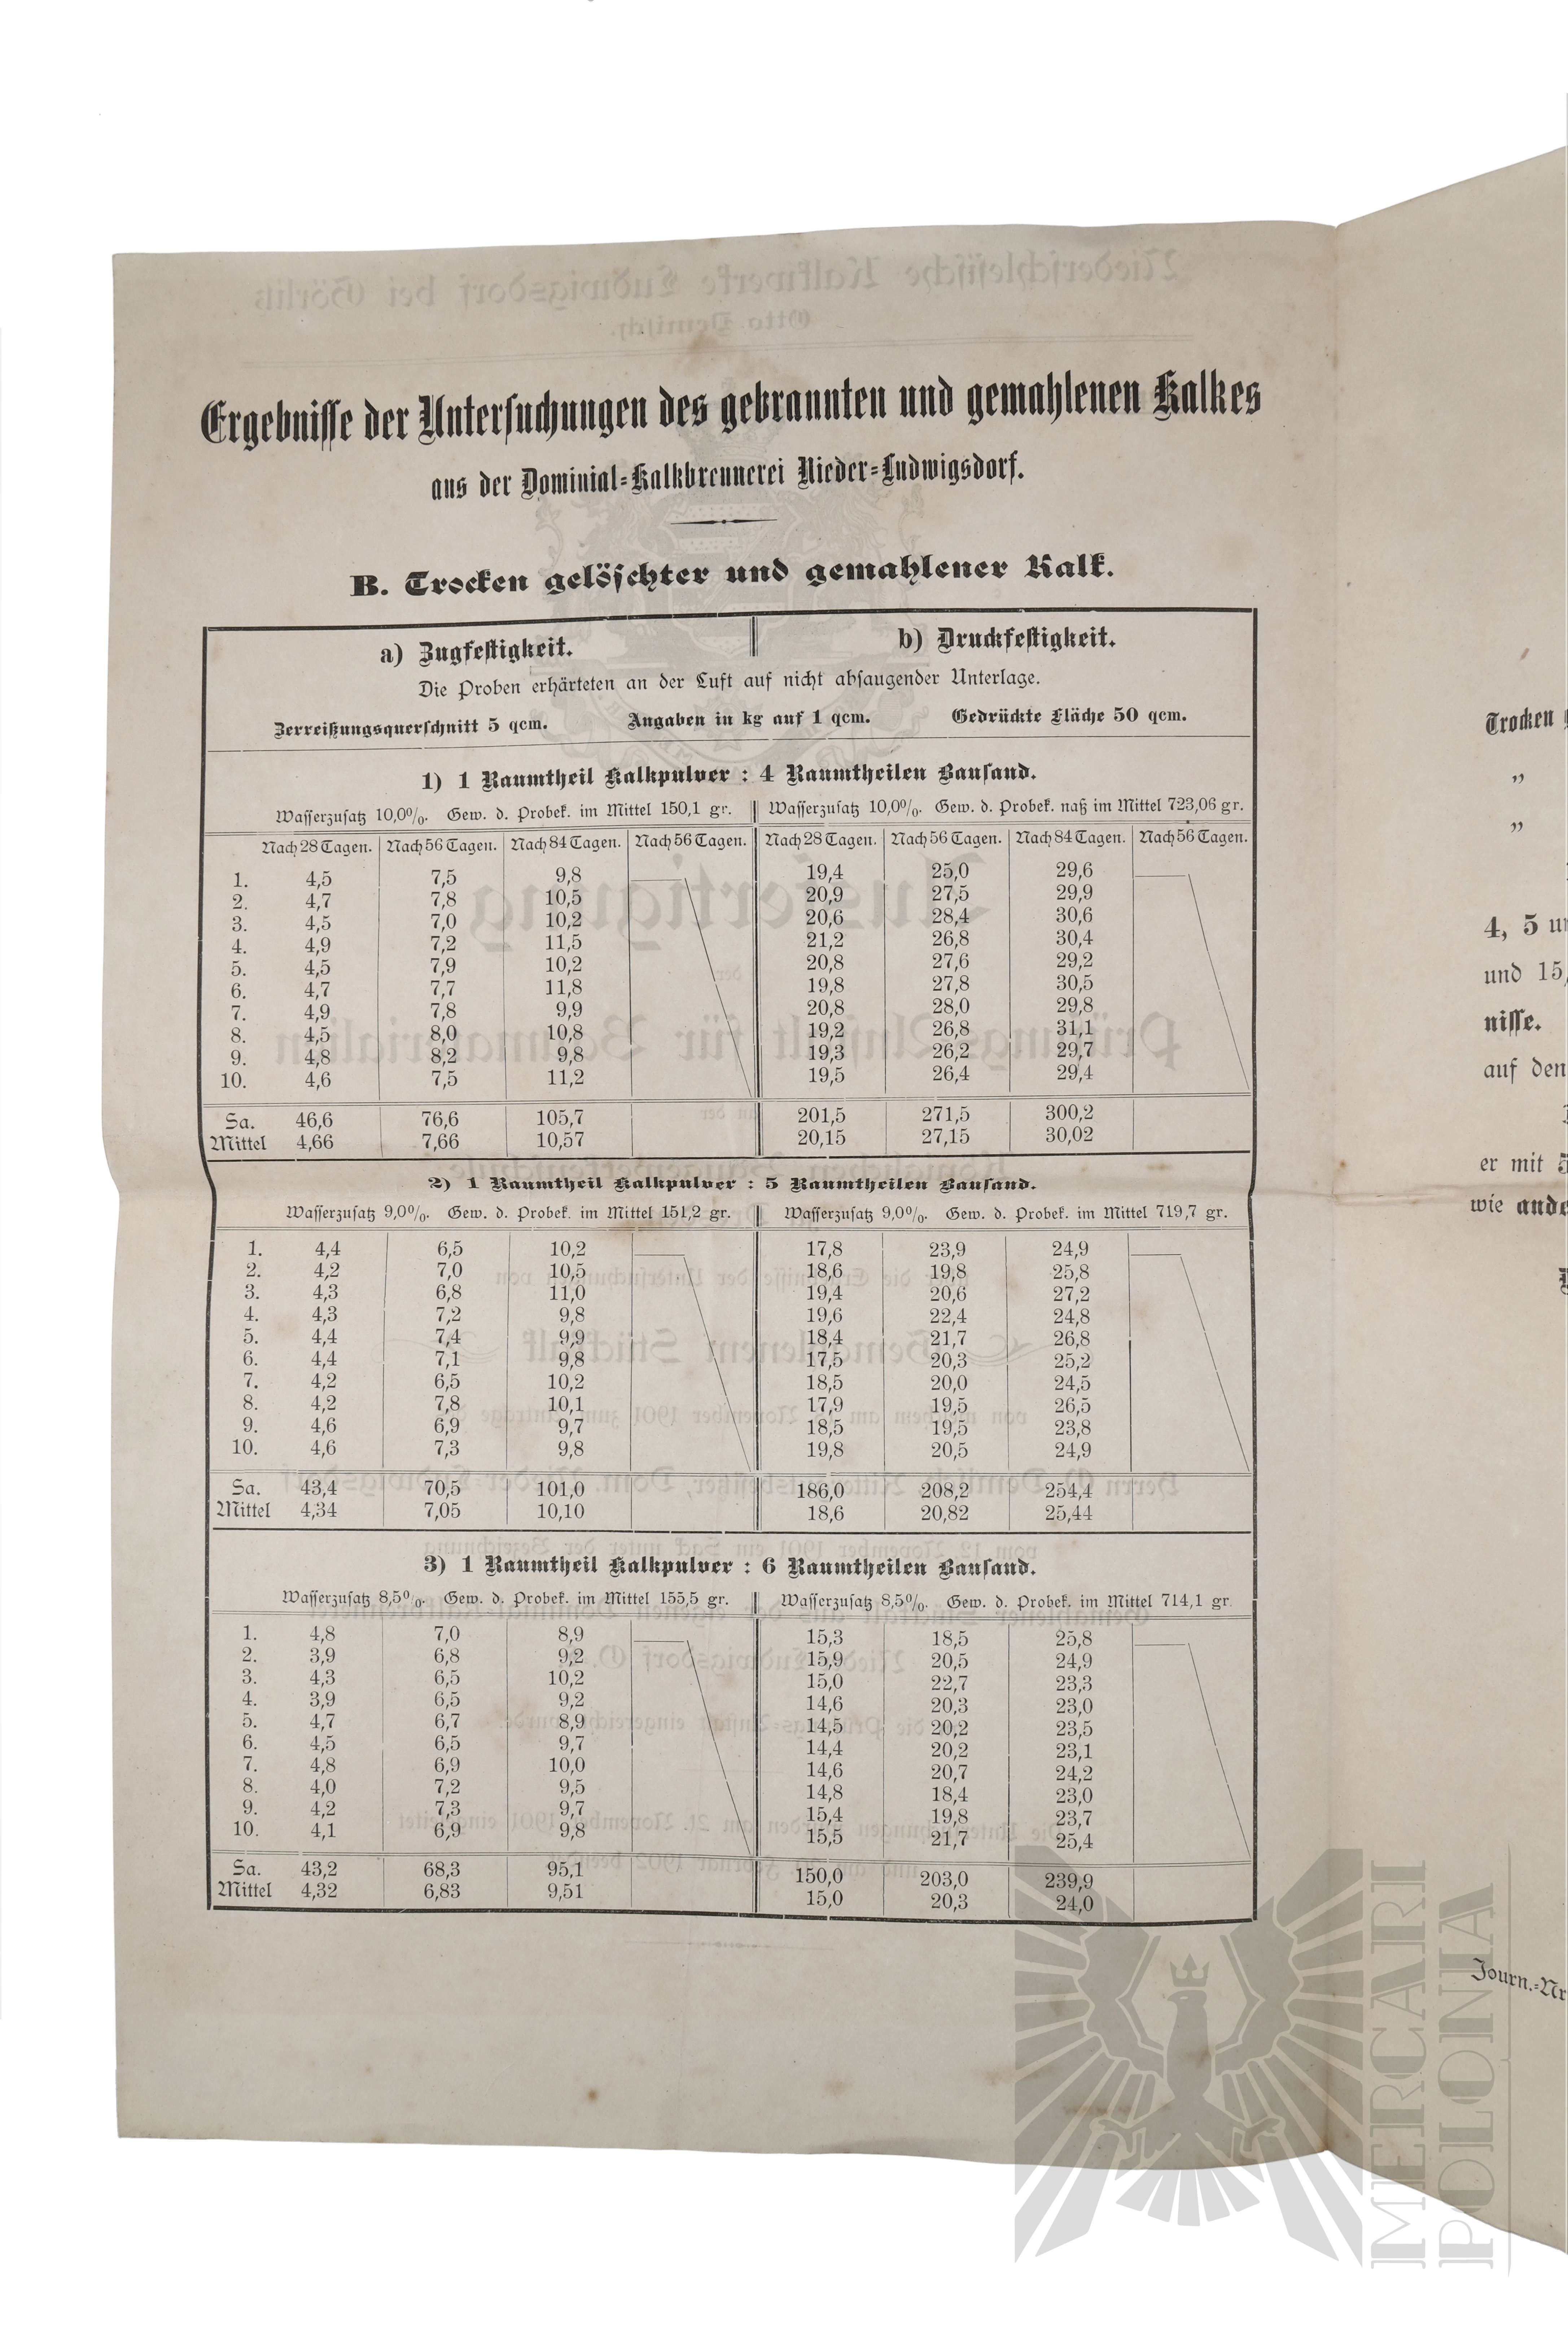 Ergebnisse der Untersuchungen des gebrannten und gemahlenen Kalkes
aus der Dominial=Kalkbrennerei Nieder=Ludwigsdorf.
B. Trocken gelöschter und gemahlener Kalk.
a) Zugfestigkeit. b) Druckfestigkeit.
Die Proben erhärteten an der Luft auf nicht absaugender Unterlage.
Zerreißungsquerschnitt 5 qcm. Angaben in kg auf 1 qcm. Gedrückte Fläche 50 qcm.
1) 1 Raumtheil Kalkpulver : 4 Raumtheilen Bausand.
Wasserzusatz 10,0%. Gew. d. Probek. im Mittel 150,1 gr. Wasserzusatz 10,0%. Gew. d. Probek. naß im Mittel 723,06 gr.
Nach 28 Tagen. Nach 56 Tagen. Nach 84 Tagen. Nach 56 Tagen. Nach 28 Tagen. Nach 56 Tagen. Nach 84 Tagen. Nach 56 Tagen.
1. 4,5 7,5 9,8 19,4 25,0 29,6
2. 4,7 7,8 10,5 20,9 27,5 29,9
3. 4,5 7,0 10,2 20,6 28,4 30,6
4. 4,9 7,2 11,5 21,2 26,8 30,4
5. 4,5 7,9 10,2 20,8 27,6 29,2
6. 4,7 7,7 11,8 19,8 27,8 30,5
7. 4,9 7,8 9,9 20,8 28,0 29,8
8. 4,5 8,0 10,8 19,2 26,8 31,1
9. 4,8 8,2 9,8 19,3 26,2 29,7
10. 4,6 7,5 11,2 19,5 26,4 29,4
Sa. 46,6 76,6 105,7 201,5 271,5 300,2
Mittel 4,66 7,66 10,57 20,15 27,15 30,02
2) 1 Raumtheil Kalkpulver : 5 Raumtheilen Bausand.
Wasserzusatz 9,0%. Gew. d. Probek. im Mittel 151,2 gr. Wasserzusatz 9,0%. Gew. d. Probek. im Mittel 719,7 gr.
1. 4,4 6,5 10,2 17,8 23,9 24,9
2. 4,2 7,0 10,5 18,6 19,8 25,8
3. 4,3 6,8 11,0 19,4 20,6 27,2
4. 4,3 7,2 9,8 19,6 22,4 24,8
5. 4,4 7,4 9,9 18,4 21,7 26,8
6. 4,4 7,1 9,8 17,5 20,3 25,2
7. 4,2 6,5 10,2 18,5 20,0 24,5
8. 4,2 7,8 10,1 17,9 19,5 26,5
9. 4,6 6,9 9,7 18,5 19,5 23,8
10. 4,6 7,3 9,8 19,8 20,5 24,9
Sa. 43,4 70,5 101,0 186,0 208,2 254,4
Mittel 4,34 7,05 10,10 18,6 20,82 25,44
3) 1 Raumtheil Kalkpulver : 6 Raumtheilen Bausand.
Wasserzusatz 8,5%. Gew. d. Probek. im Mittel 155,5 gr. Wasserzusatz 8,5%. Gew. d. Probek. im Mittel 714,1 gr.
1. 4,8 7,0 8,9 15,3 18,5 25,8
2. 3,9 6,8 9,2 15,9 20,5 24,9
3. 4,3 6,5 10,2 15,0 22,7 23,3
4. 3,9 6,5 9,2 14,6 20,3 23,0
5. 4,7 6,7 8,9 14,5 20,2 23,5
6. 4,5 6,5 9,7 14,4 20,2 23,1
7. 4,8 6,9 10,0 14,6 20,7 24,2
8. 4,0 7,2 9,5 14,8 18,4 23,0
9. 4,2 7,3 9,7 15,4 19,8 23,7
10. 4,1 6,9 9,8 15,5 21,7 25,4
Sa. 43,2 68,3 95,1 150,0 203,0 239,9
Mittel 4,32 6,83 9,51 15,0 20,3 24,0
Trocken
„
„
4, 5
und 15,
nisse.
auf den
er mit 5
wie
Journ.=Nr
MERCARI
POLONIA